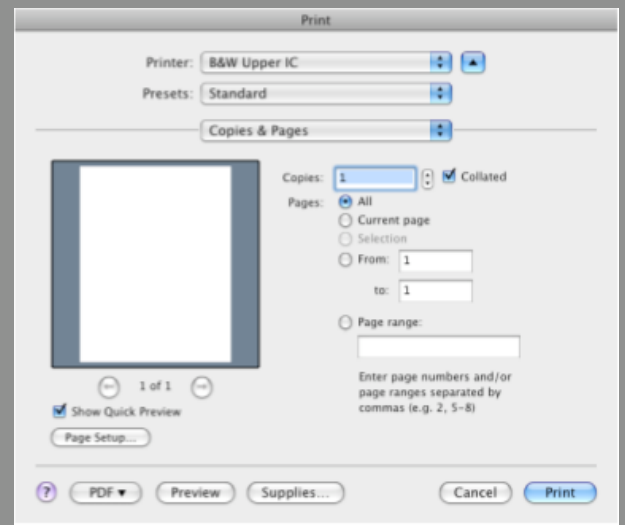 Print
Printer: B&W Upper IC
Presets: Standard
Copies & Pages
Copies: 1 Collated
Pages: All
Current page
Selection
From: 1
to: 1
Page range:
Enter page numbers and/or
page ranges separated by
commas (e.g. 2, 5-8)
1 of 1
Show Quick Preview
Page Setup...
? PDF Preview Supplies... Cancel Print